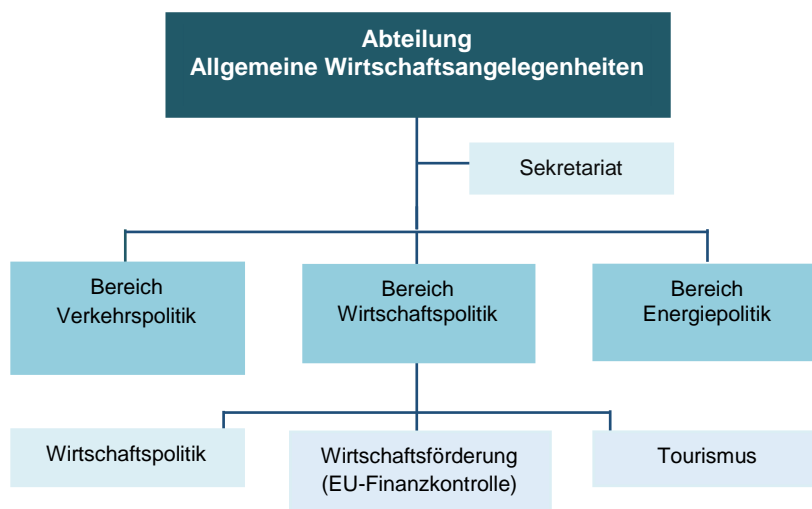 Abteilung
Allgemeine Wirtschaftsangelegenheiten
Sekretariat
Bereich
Verkehrspolitik
Bereich
Wirtschaftspolitik
Bereich
Energiepolitik
Wirtschaftspolitik
Wirtschaftsförderung
(EU-Finanzkontrolle)
Tourismus